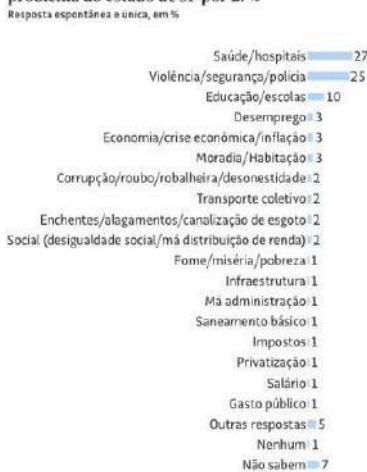 problema do estado de SP por 27%
Resposta espontânea e única, em %
Saúde/hospitais 27
Violência/segurança/polícia 25
Educação/escolas 10
Desemprego 3
Economia/crise econômica/inflação 3
Moradia/Habitação 3
Corrupção/roubo/robalheira/desonestidade 2
Transporte coletivo 2
Enchentes/alagamentos/canalização de esgoto 2
Social (desigualdade social/má distribuição de renda) 2
Fome/miséria/pobreza 1
Infraestrutura 1
Má administração 1
Saneamento básico 1
Impostos 1
Privatização 1
Salário 1
Gasto público 1
Outras respostas 5
Nenhum 1
Não sabem 7